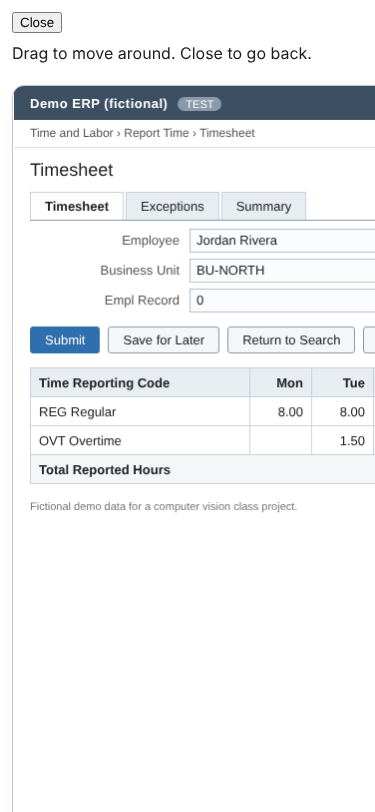 Close
Drag to move around. Close to go back.
Demo ERP (fictional) TEST
Time and Labor › Report Time › Timesheet
Timesheet
Timesheet Exceptions Summary
Employee Jordan Rivera
Business Unit BU-NORTH
Empl Record 0
Submit Save for Later Return to Search
Time Reporting Code Mon Tue
REG Regular 8.00 8.00
OVT Overtime 1.50
Total Reported Hours
Fictional demo data for a computer vision class project.